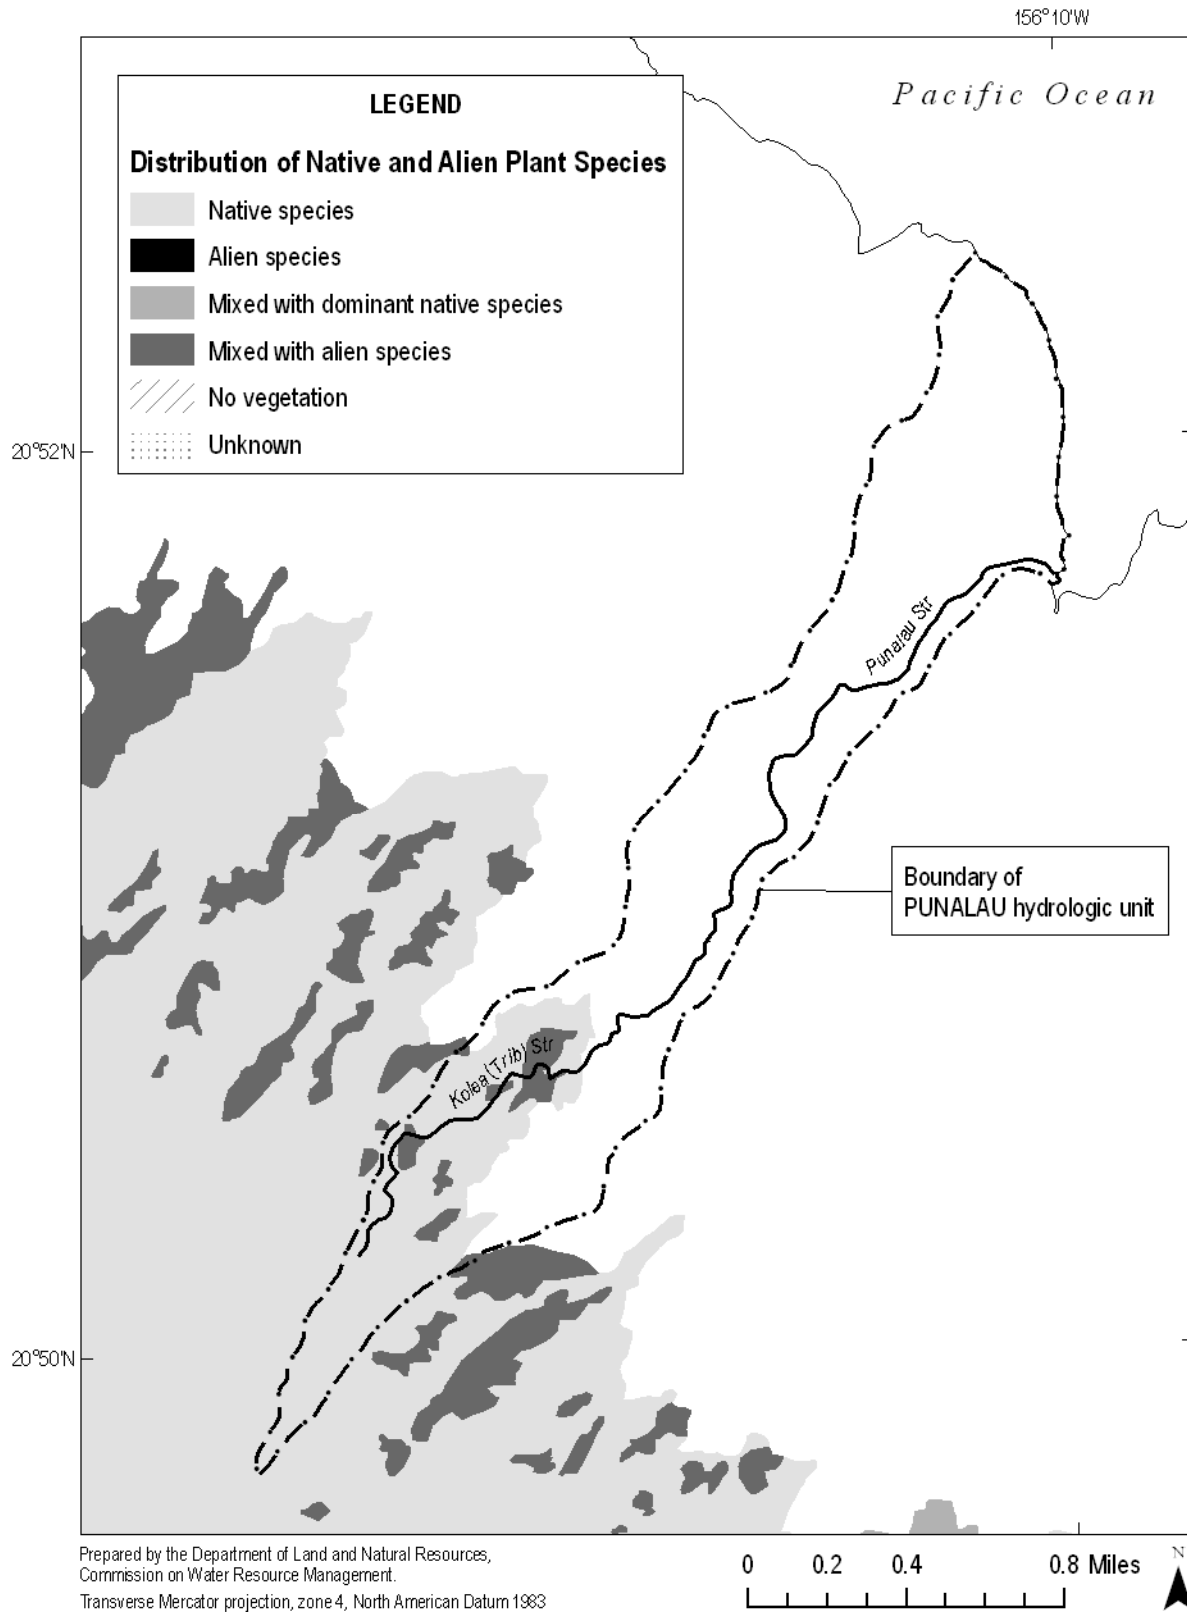 156°10'W
Pacific Ocean
LEGEND
Distribution of Native and Alien Plant Species
Native species
Alien species
Mixed with dominant native species
Mixed with alien species
No vegetation
Unknown
20°52'N
Punalau Str
Boundary of
PUNALAU hydrologic unit
Kolea (Trib) Str
20°50'N
Prepared by the Department of Land and Natural Resources,
Commission on Water Resource Management.
Transverse Mercator projection, zone 4, North American Datum 1983
0 0.2 0.4 0.8 Miles
N